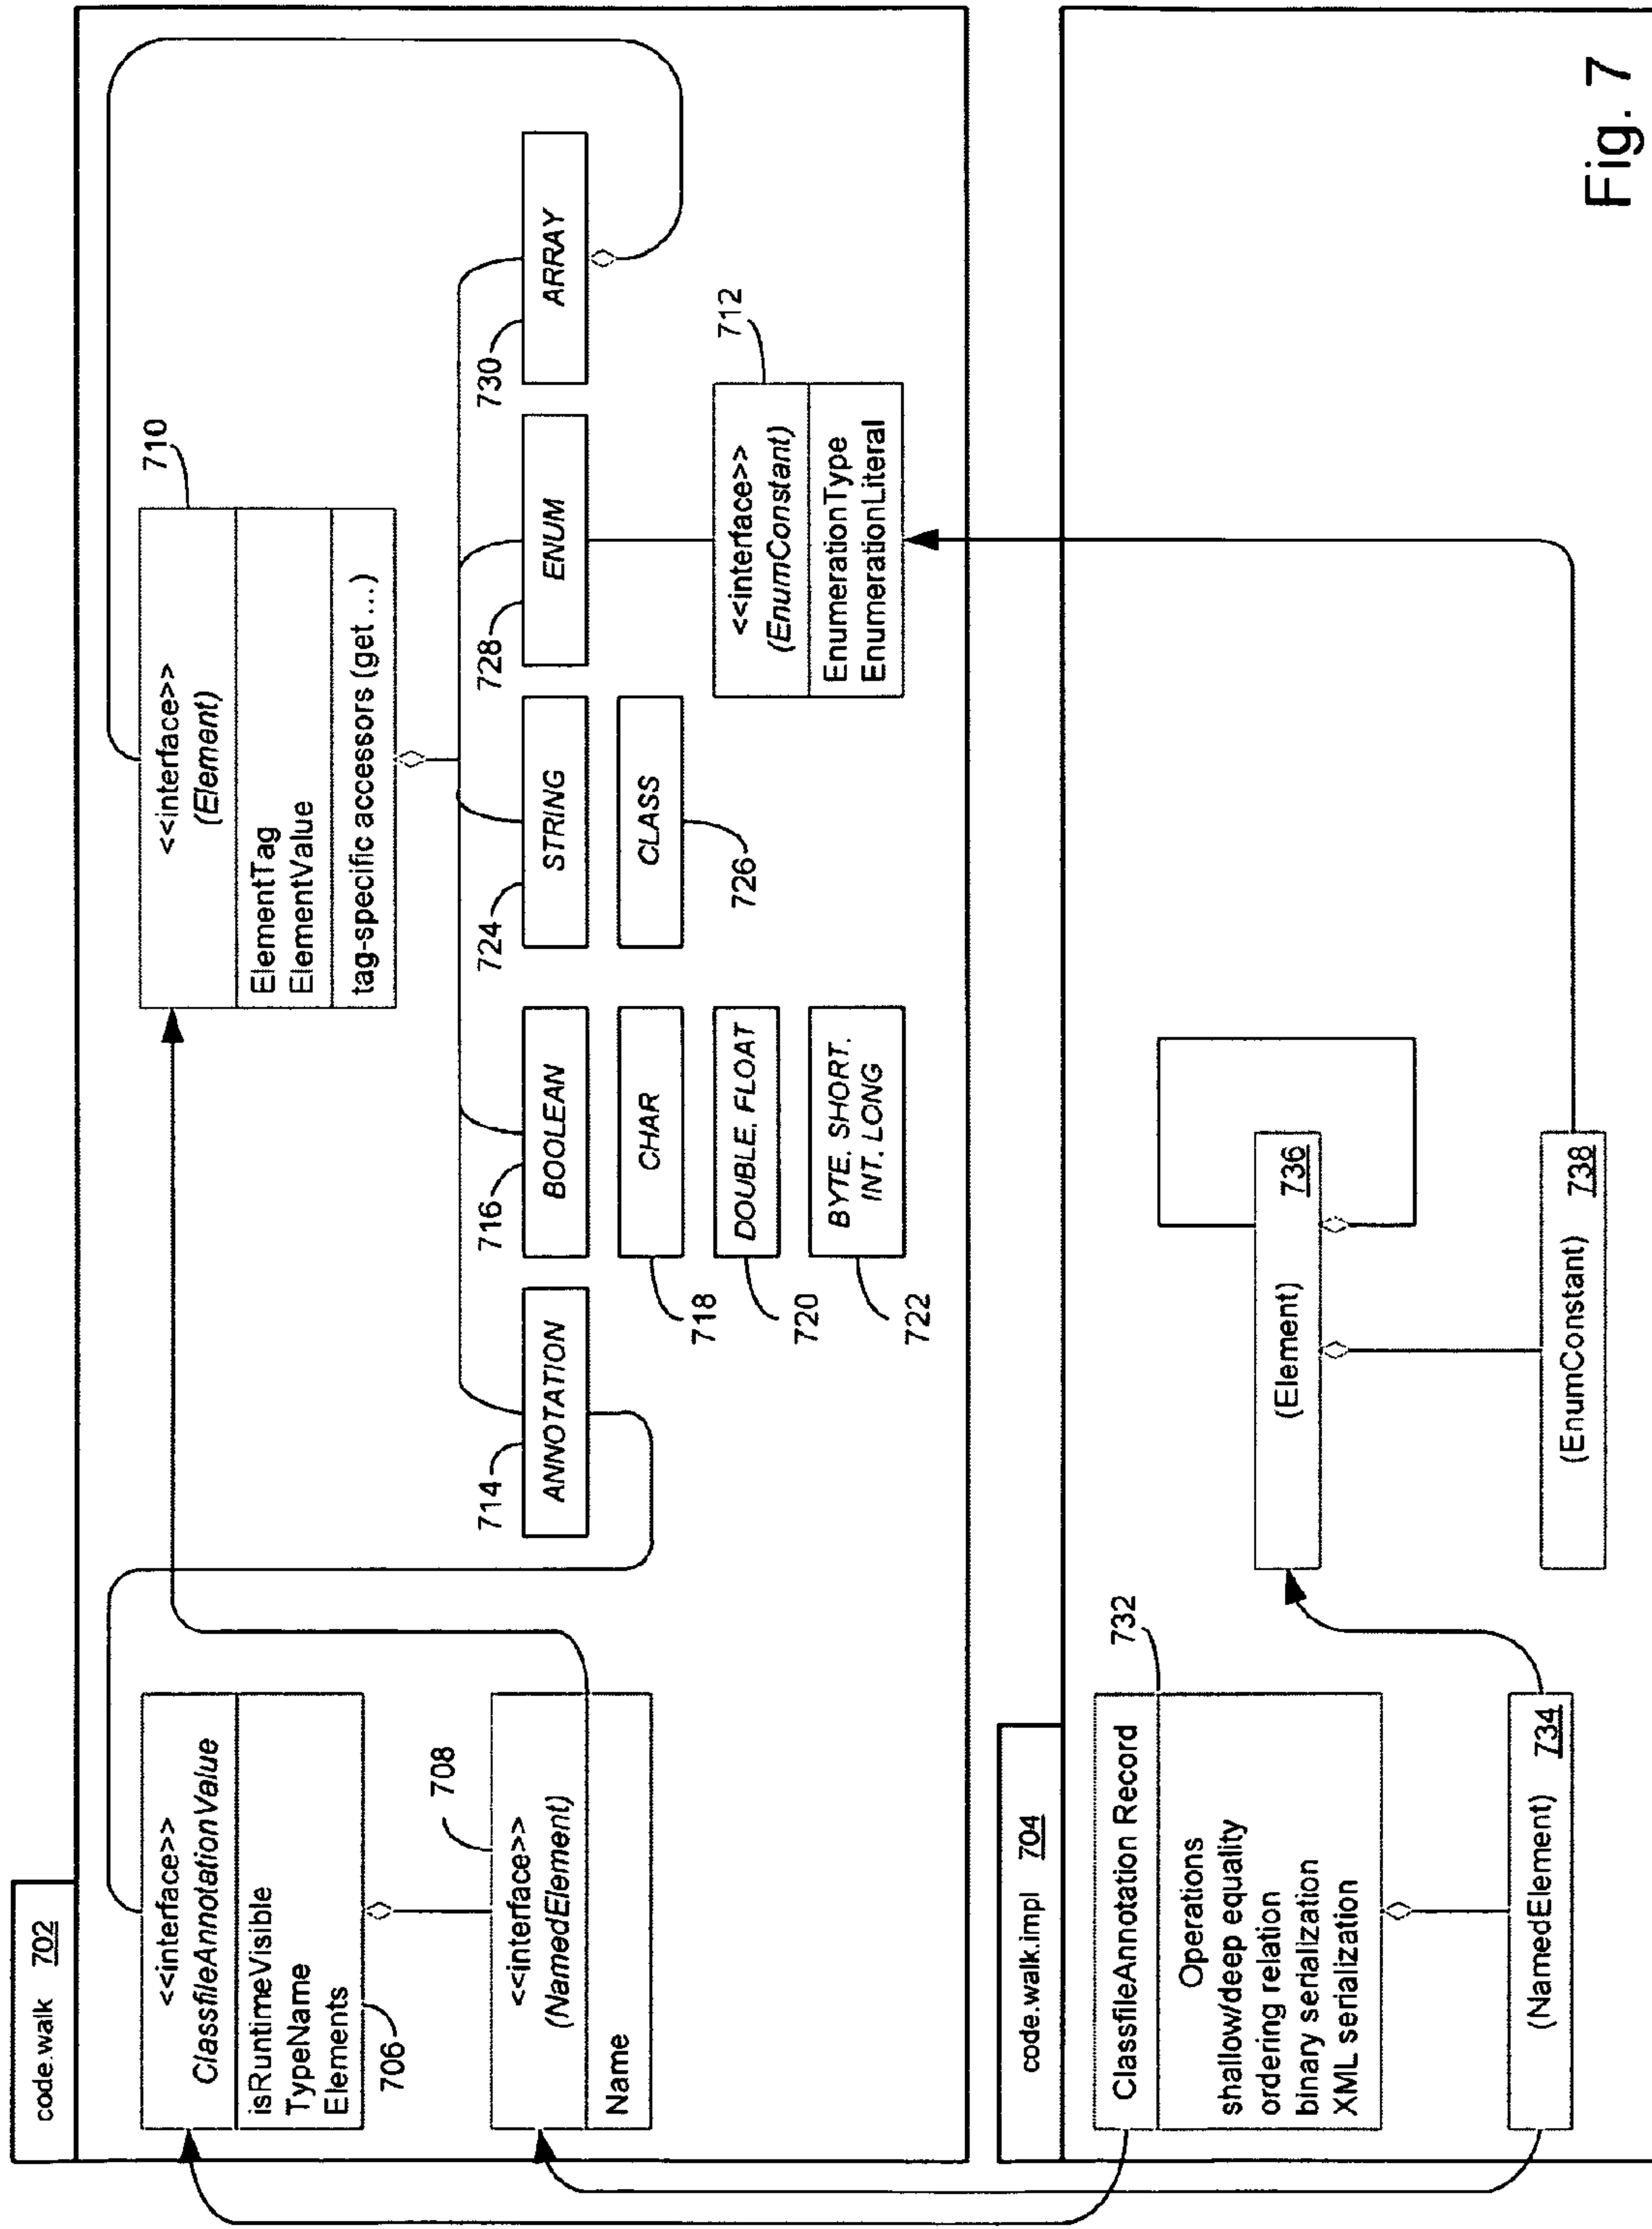 code.walk 702
<<interface>>
ClassfileAnnotationValue
isRuntimeVisible
TypeName
Elements
706
708
<<interface>>
(NamedElement)
Name
710
<<interface>>
(Element)
ElementTag
ElementValue
tag-specific accessors (get ...)
714
ANNOTATION
716
BOOLEAN
718
CHAR
720
DOUBLE, FLOAT
722
BYTE. SHORT.
INT. LONG
724
STRING
726
CLASS
728
ENUM
730
ARRAY
712
<<interface>>
(EnumConstant)
EnumerationType
EnumerationLiteral
code.walk.impl 704
732
ClassfileAnnotation Record
Operations
shallow/deep equality
ordering relation
binary serialization
XML serialization
(NamedElement) 734
(Element) 736
(EnumConstant) 738
Fig. 7